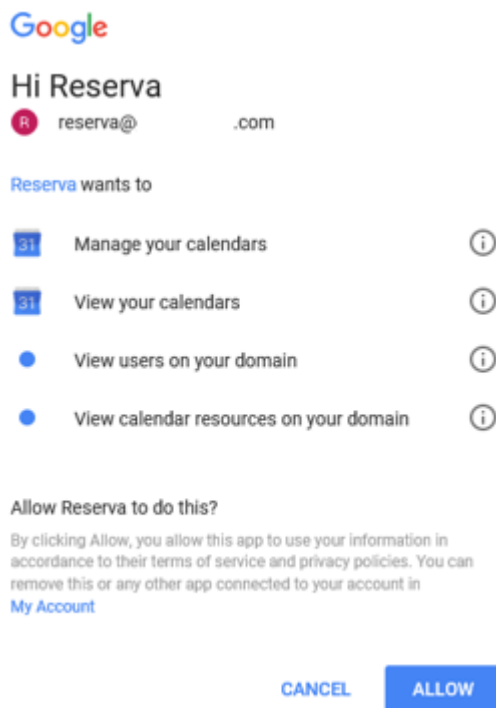 Google
Hi Reserva
R reserva@ .com
Reserva wants to
31 Manage your calendars
31 View your calendars
View users on your domain
View calendar resources on your domain
Allow Reserva to do this?
By clicking Allow, you allow this app to use your information in
accordance to their terms of service and privacy policies. You can
remove this or any other app connected to your account in
My Account
CANCEL ALLOW